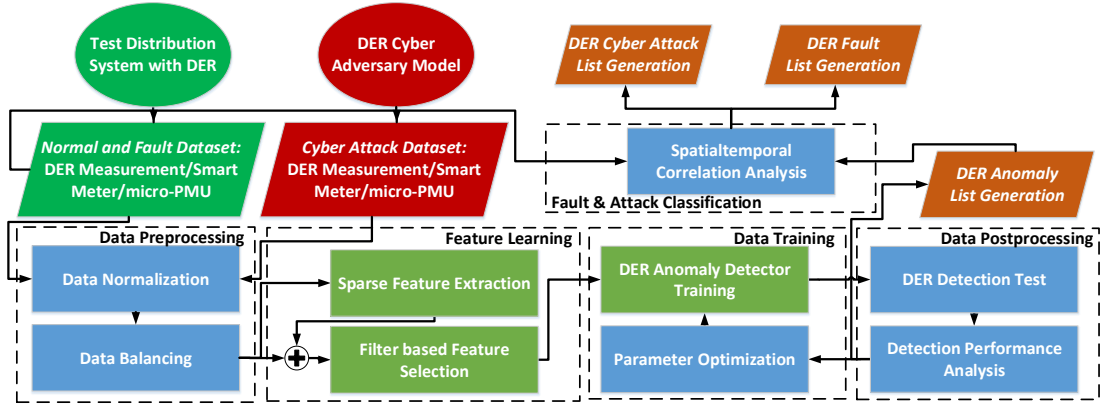 Test Distribution
System with DER
DER Cyber
Adversary Model
DER Cyber Attack
List Generation
DER Fault
List Generation
Normal and Fault Dataset:
DER Measurement/Smart
Meter/micro-PMU
Cyber Attack Dataset:
DER Measurement/Smart
Meter/micro-PMU
Spatialtemporal
Correlation Analysis
Fault & Attack Classification
DER Anomaly
List Generation
Data Preprocessing
Data Normalization
Data Balancing
Feature Learning
Sparse Feature Extraction
Filter based Feature
Selection
Data Training
DER Anomaly Detector
Training
Parameter Optimization
Data Postprocessing
DER Detection Test
Detection Performance
Analysis